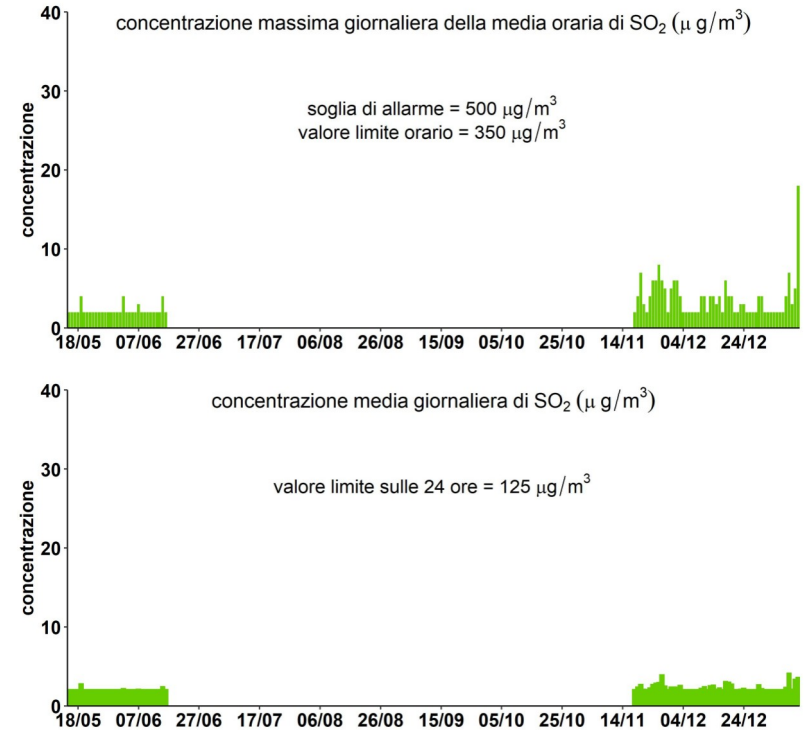 concentrazione massima giornaliera della media oraria di SO₂ (μ g/m³)
soglia di allarme = 500 μg/m³
valore limite orario = 350 μg/m³
concentrazione
40
30
20
10
0
18/05 07/06 27/06 17/07 06/08 26/08 15/09 05/10 25/10 14/11 04/12 24/12
concentrazione media giornaliera di SO₂ (μ g/m³)
valore limite sulle 24 ore = 125 μg/m³
concentrazione
40
30
20
10
0
18/05 07/06 27/06 17/07 06/08 26/08 15/09 05/10 25/10 14/11 04/12 24/12